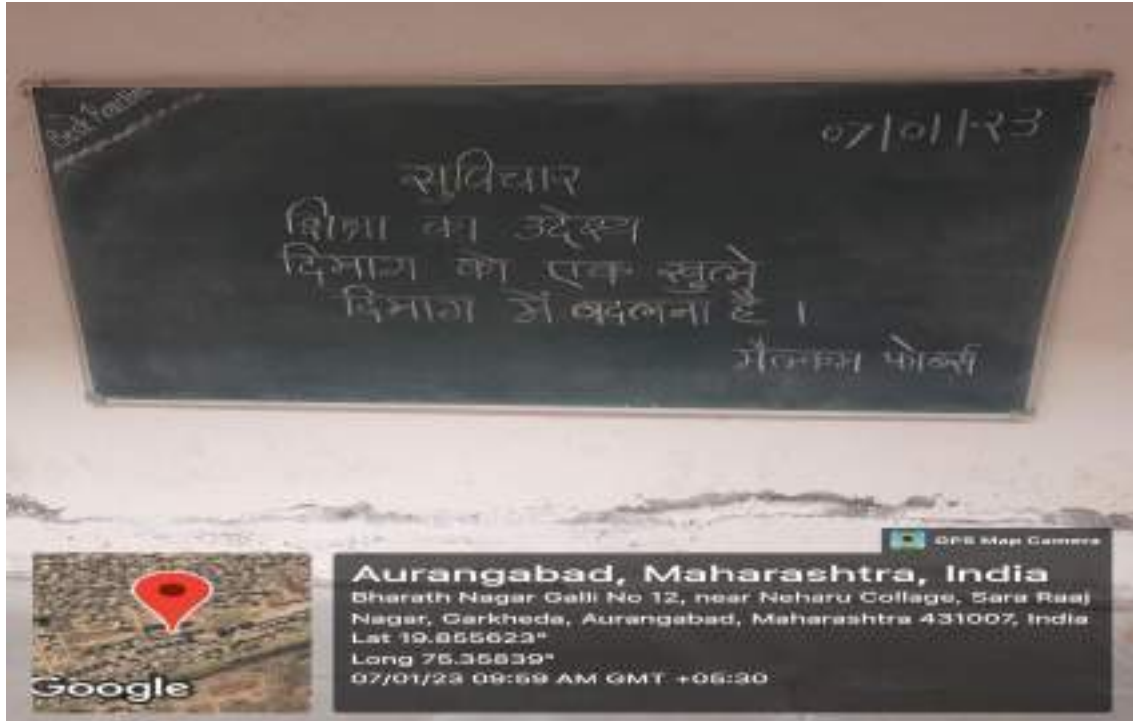 07/01/23
सुविचार
शिक्षा का उद्देश्य
दिमाग को एक खुल्ले
दिमाग में बदलना है ।
मैल्कम फोर्ब्स
GPS Map Camera
Aurangabad, Maharashtra, India
Bharath Nagar Galli No 12, near Neharu Collage, Sara Raaj
Nagar, Garkheda, Aurangabad, Maharashtra 431007, India
Lat 19.855623°
Long 75.35839°
07/01/23 09:59 AM GMT +05:30
Google